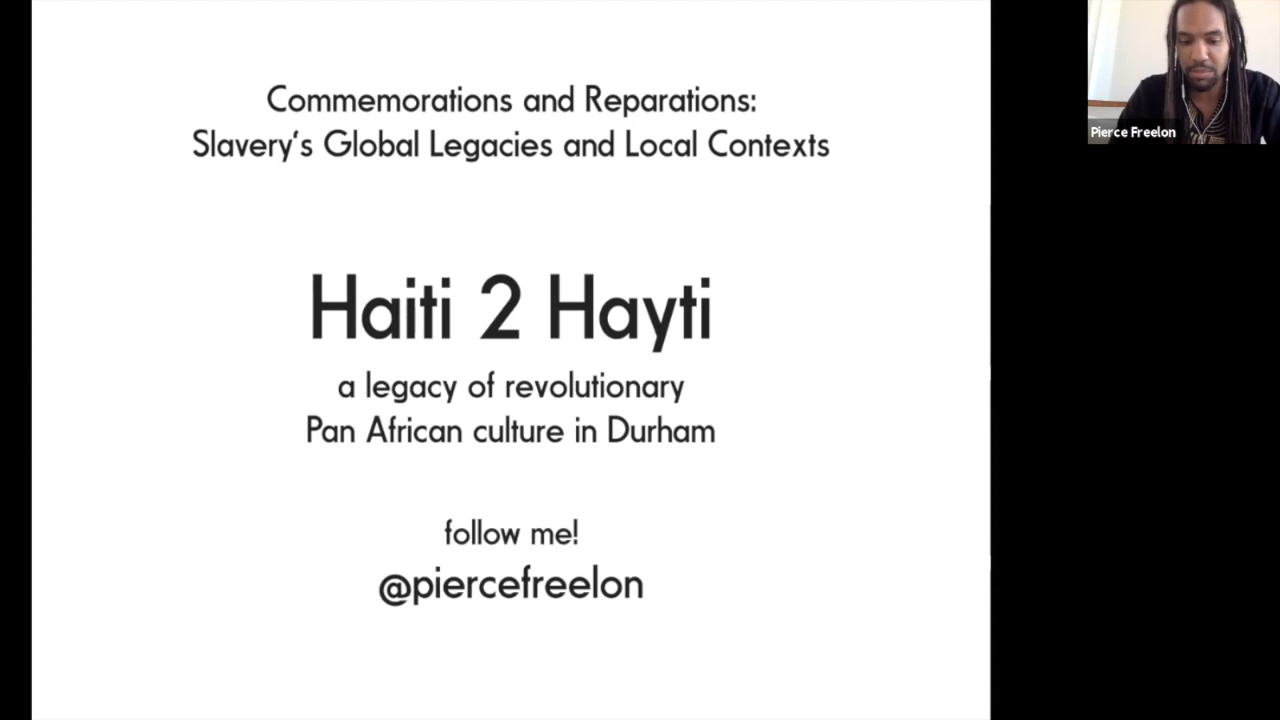 Commemorations and Reparations:
Slavery's Global Legacies and Local Contexts
Haiti 2 Hayti
a legacy of revolutionary
Pan African culture in Durham
follow me!
@piercefreelon
Pierce Freelon